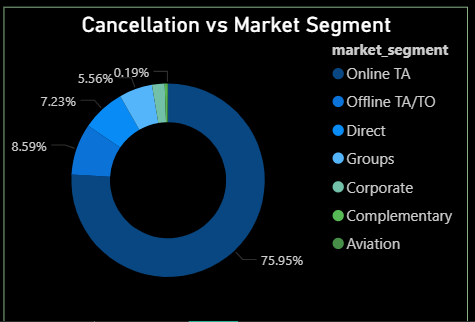 Cancellation vs Market Segment
market_segment
Online TA
Offline TA/TO
Direct
Groups
Corporate
Complementary
Aviation
0.19%
5.56%
7.23%
8.59%
75.95%